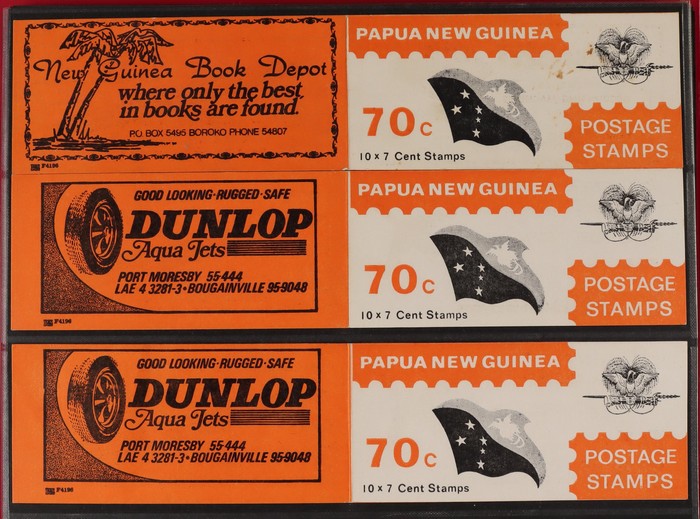 New Guinea Book Depot
where only the best
in books are found.
P.O. BOX 5495 BOROKO PHONE 54807
F4196
PAPUA NEW GUINEA
70c
10 x 7 Cent Stamps
POSTAGE
STAMPS
GOOD LOOKING·RUGGED·SAFE
DUNLOP
Aqua Jets
PORT MORESBY 55-444
LAE 4 3281-3•BOUGAINVILLE 95-9048
F4196
PAPUA NEW GUINEA
70c
10 x 7 Cent Stamps
POSTAGE
STAMPS
GOOD LOOKING·RUGGED·SAFE
DUNLOP
Aqua Jets
PORT MORESBY 55-444
LAE 4 3281-3•BOUGAINVILLE 95-9048
F4196
PAPUA NEW GUINEA
70c
10 x 7 Cent Stamps
POSTAGE
STAMPS